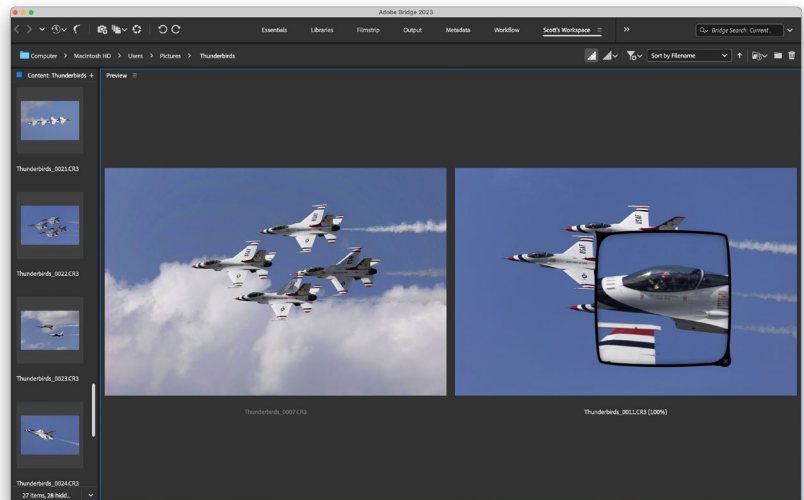 Adobe Bridge 2023
Essentials Libraries Filmstrip Output Metadata Workflow Scott's Workspace Bridge Search: Current...
Computer > Macintosh HD > Users > Pictures > Thunderbirds Sort by Filename
Content: Thunderbirds Preview
Thunderbirds_0021.CR3
Thunderbirds_0022.CR3
Thunderbirds_0023.CR3
Thunderbirds_0024.CR3
27 items, 28 hidd...
USAF
USAF
Thunderbirds_0007.CR3
Thunderbirds_0011.CR3 (100%)